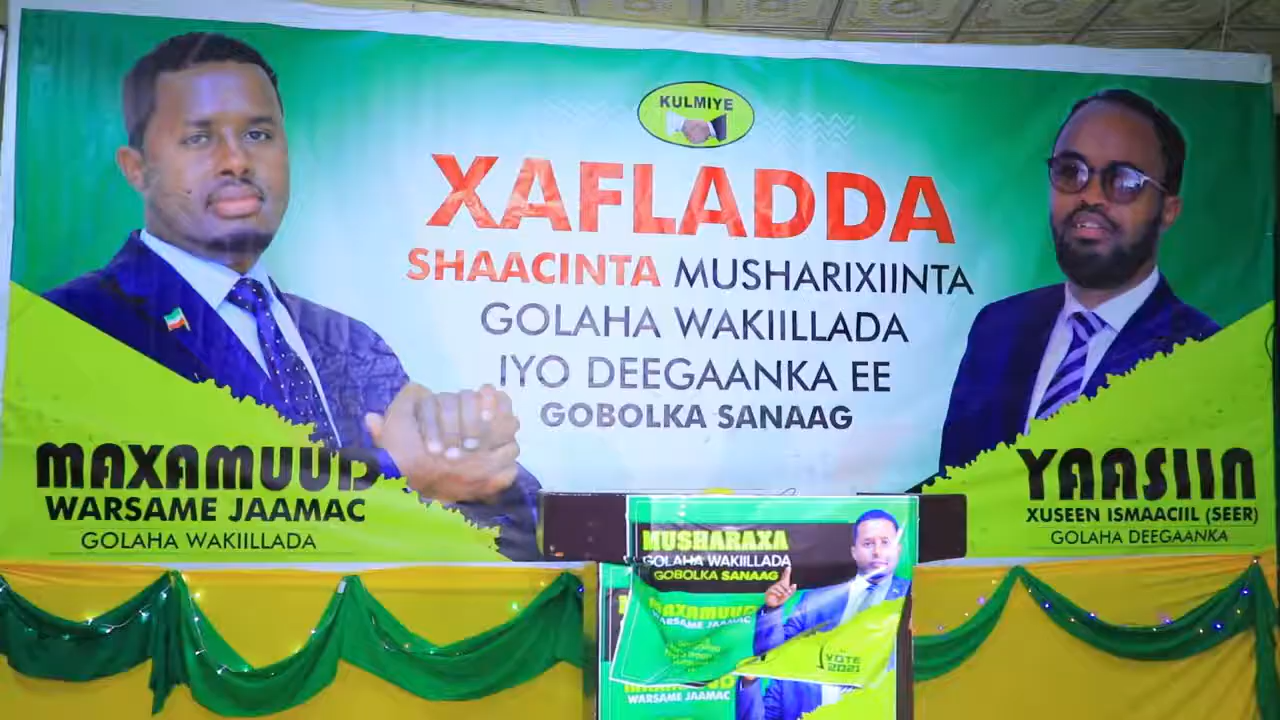 KULMIYE
XAFLADDA
SHAACINTA MUSHARIXIINTA
GOLAHA WAKIILLADA
IYO DEEGAANKA EE
GOBOLKA SANAAG
MAXAMUUD
WARSAME JAAMAC
GOLAHA WAKIILLADA
YAASIIN
XUSEEN ISMAACIIL (SEER)
GOLAHA DEEGAANKA
MUSHARAXA
GOLAHA WAKIILLADA
GOBOLKA SANAAG
MAXAMUUD
WARSAME JAAMAC
VOTE
2021
WARSAME JAAMAC